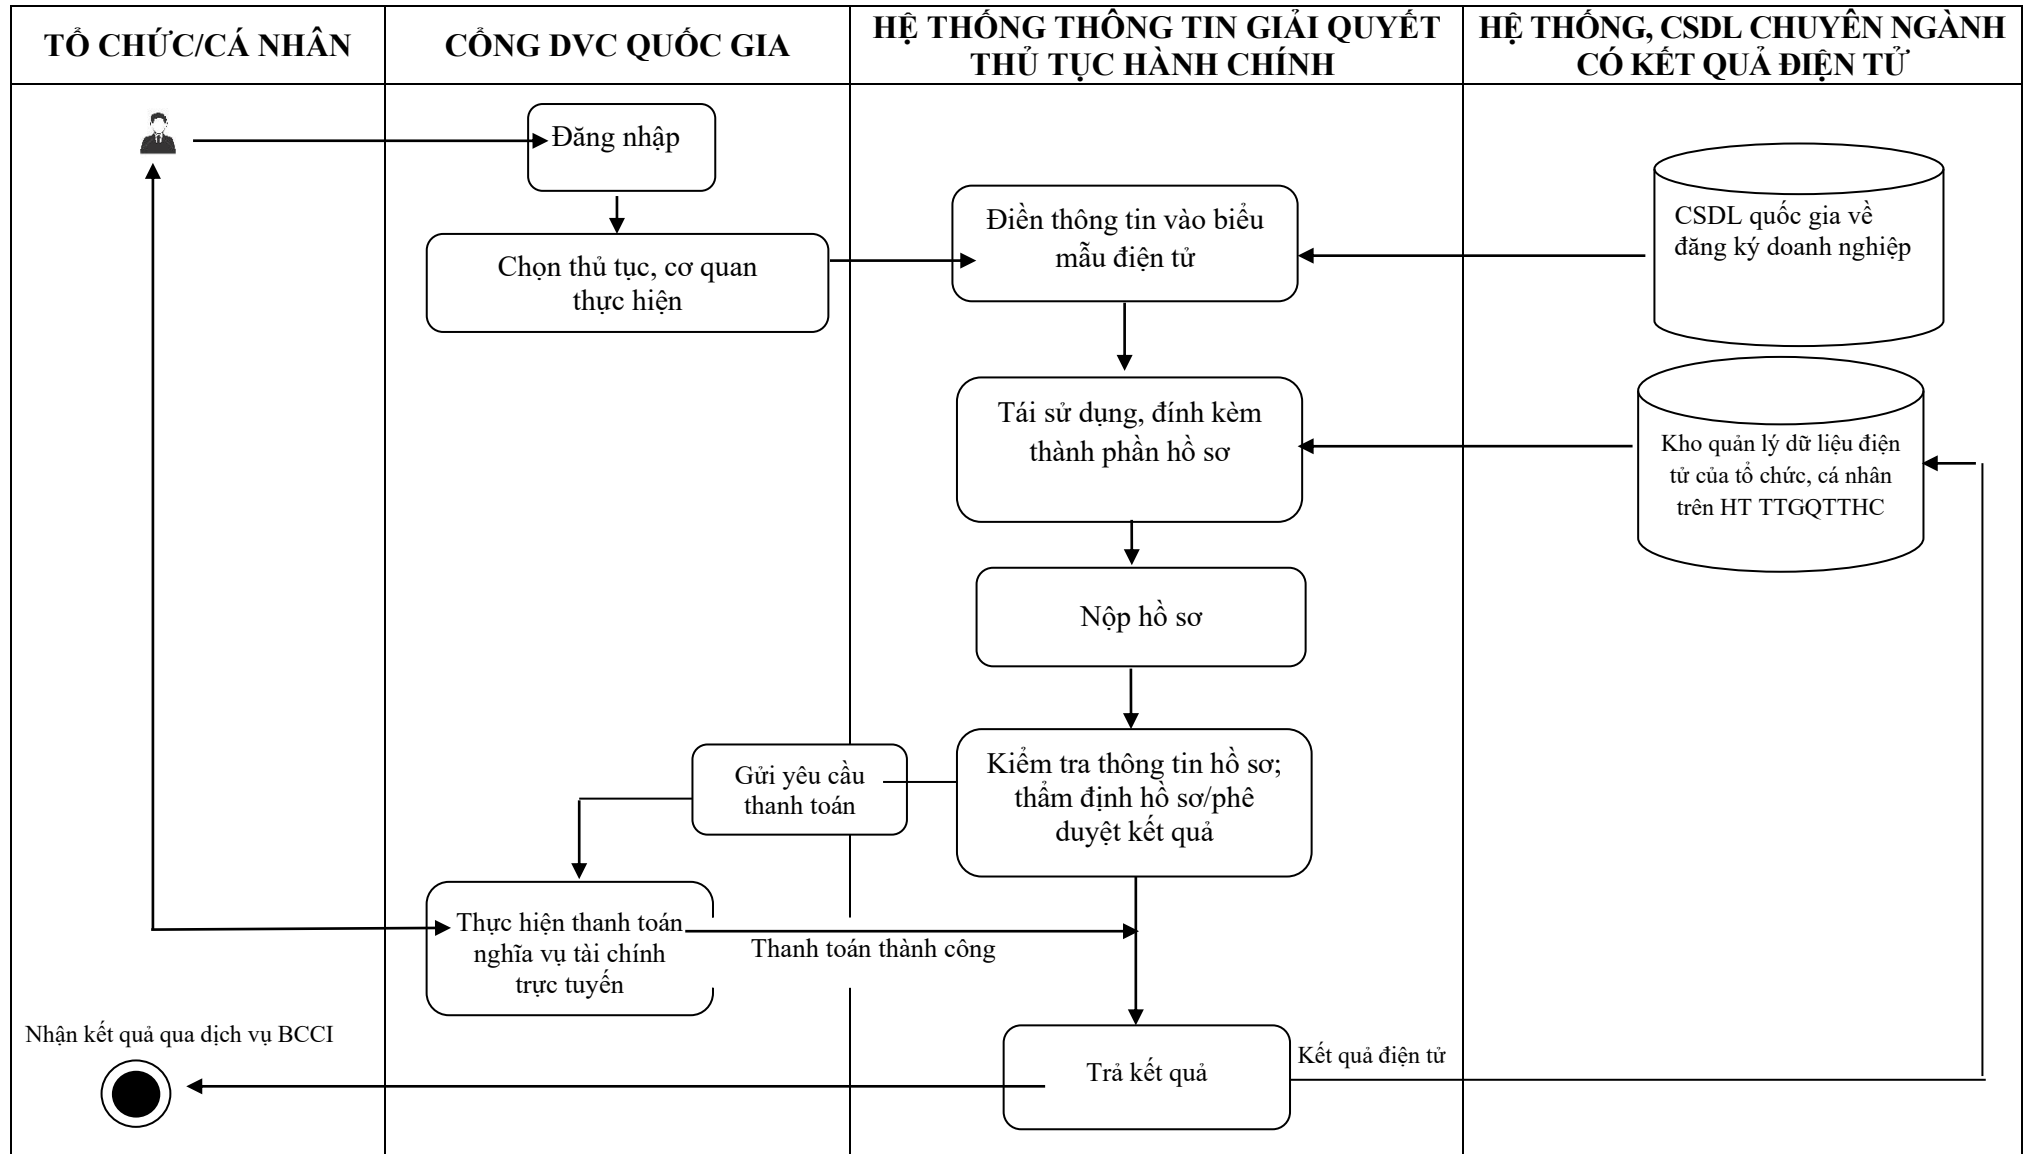 TỔ CHỨC/CÁ NHÂN
CỔNG DVC QUỐC GIA
HỆ THỐNG THÔNG TIN GIẢI QUYẾT
THỦ TỤC HÀNH CHÍNH
HỆ THỐNG, CSDL CHUYÊN NGÀNH
CÓ KẾT QUẢ ĐIỆN TỬ
Đăng nhập
Chọn thủ tục, cơ quan
thực hiện
Điền thông tin vào biểu
mẫu điện tử
CSDL quốc gia về
đăng ký doanh nghiệp
Tái sử dụng, đính kèm
thành phần hồ sơ
Kho quản lý dữ liệu điện
tử của tổ chức, cá nhân
trên HT TTGQTTHC
Nộp hồ sơ
Gửi yêu cầu
thanh toán
Kiểm tra thông tin hồ sơ;
thẩm định hồ sơ/phê
duyệt kết quả
Thực hiện thanh toán
nghĩa vụ tài chính
trực tuyến
Thanh toán thành công
Nhận kết quả qua dịch vụ BCCI
Trả kết quả
Kết quả điện tử